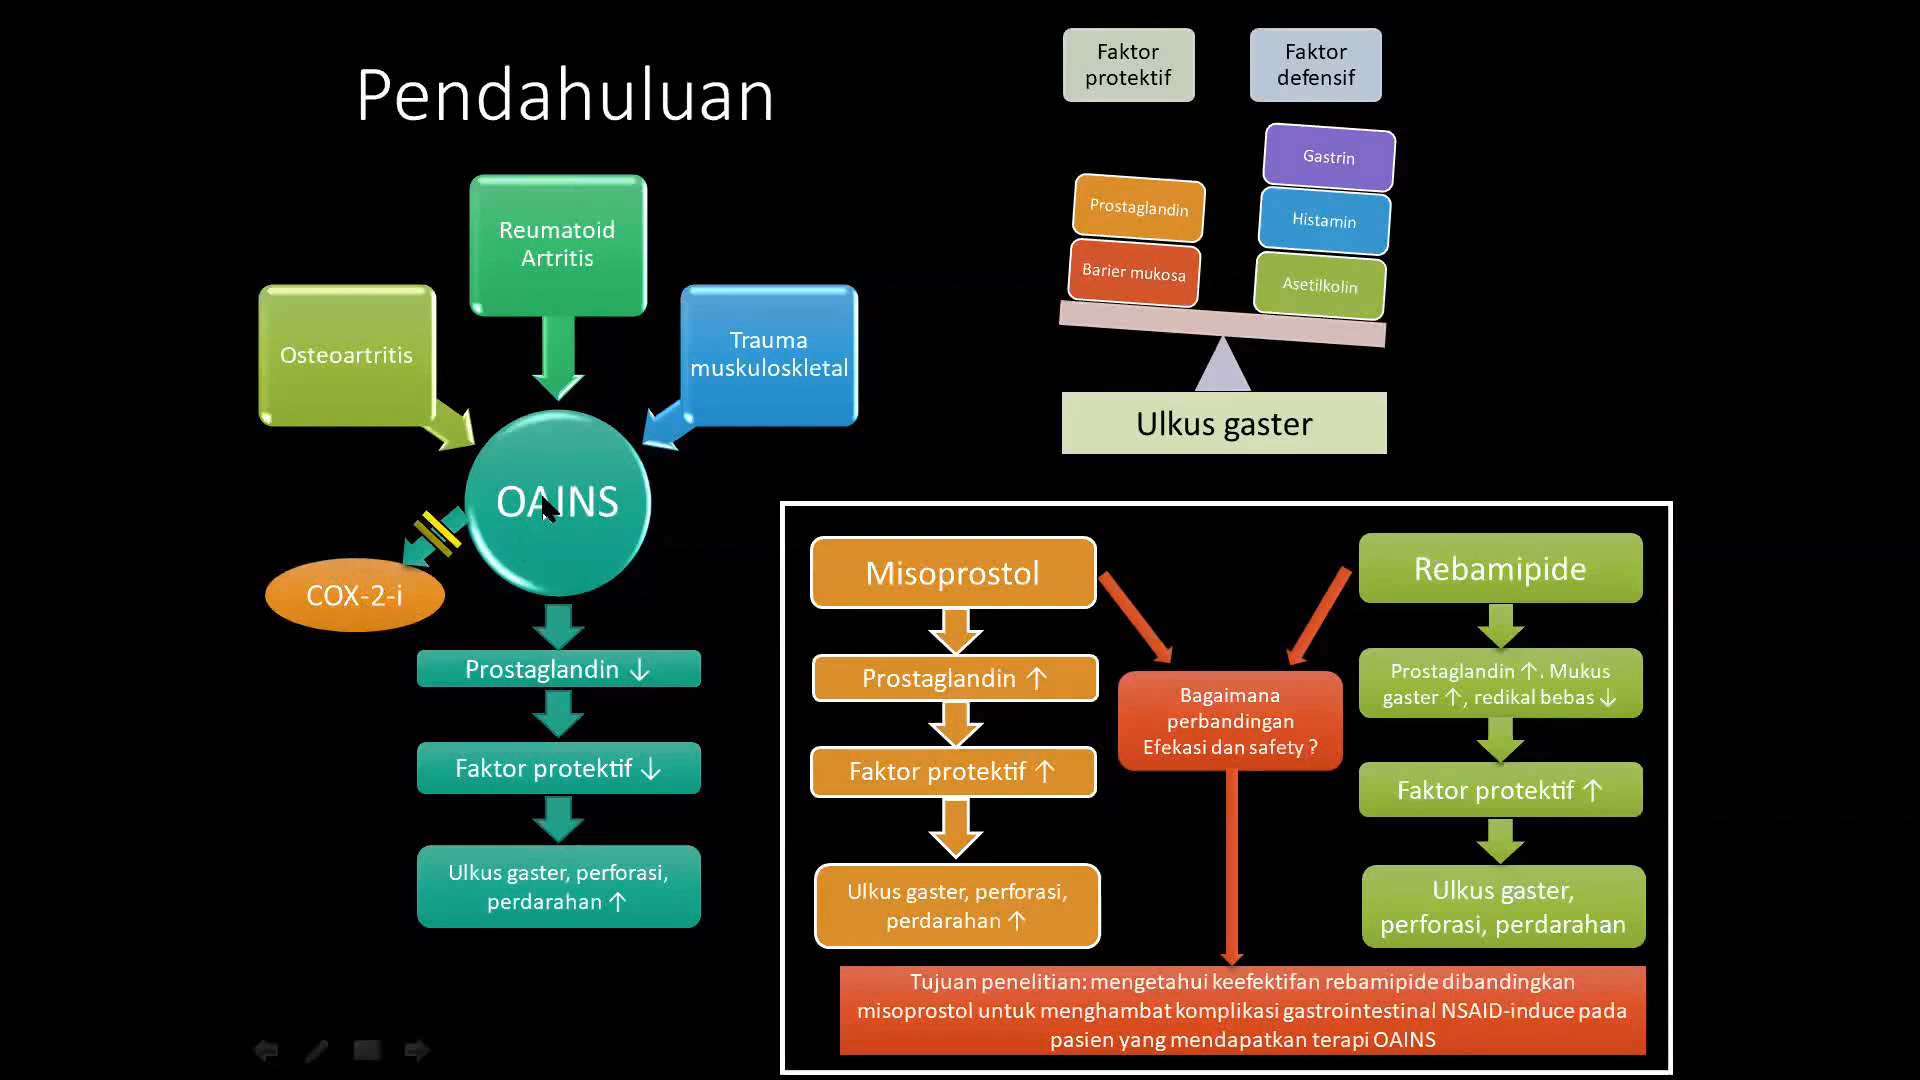 Pendahuluan
Reumatoid
Artritis
Osteoartritis
Trauma
muskuloskletal
OAINS
COX-2-i
Prostaglandin ↓
Faktor protektif ↓
Ulkus gaster, perforasi,
perdarahan ↑
Faktor
protektif
Faktor
defensif
Prostaglandin
Barier mukosa
Gastrin
Histamin
Asetilkolin
Ulkus gaster
Misoprostol
Prostaglandin ↑
Faktor protektif ↑
Ulkus gaster, perforasi,
perdarahan ↑
Bagaimana
perbandingan
Efekasi dan safety ?
Rebamipide
Prostaglandin ↑. Mukus
gaster ↑, redikal bebas ↓
Faktor protektif ↑
Ulkus gaster,
perforasi, perdarahan
Tujuan penelitian: mengetahui keefektifan rebamipide dibandingkan
misoprostol untuk menghambat komplikasi gastrointestinal NSAID-induce pada
pasien yang mendapatkan terapi OAINS